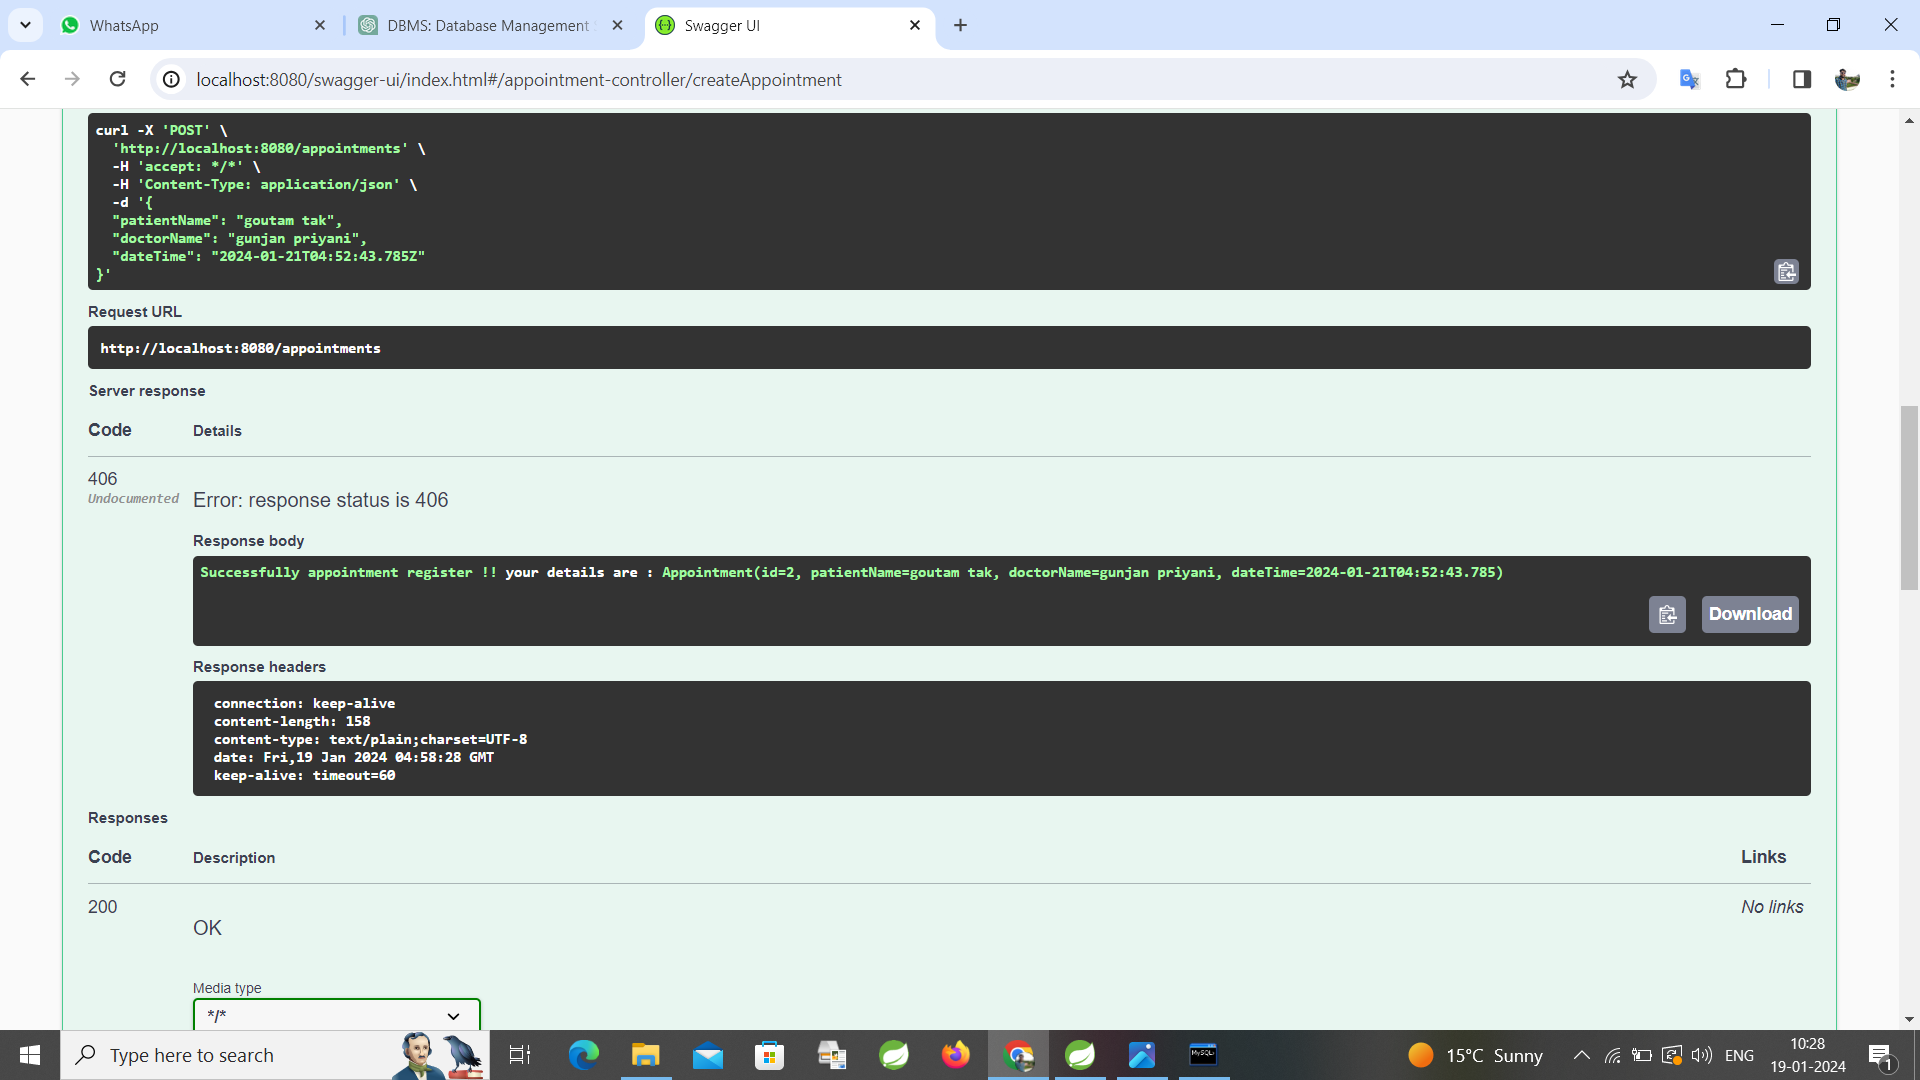 WhatsApp
DBMS: Database Management
Swagger UI
localhost:8080/swagger-ui/index.html#/appointment-controller/createAppointment
curl -X 'POST' \
'http://localhost:8080/appointments' \
-H 'accept: */*' \
-H 'Content-Type: application/json' \
-d '{
"patientName": "goutam tak",
"doctorName": "gunjan priyani",
"dateTime": "2024-01-21T04:52:43.785Z"
}'
Request URL
http://localhost:8080/appointments
Server response
Code Details
406
Undocumented
Error: response status is 406
Response body
Successfully appointment register !! your details are : Appointment(id=2, patientName=goutam tak, doctorName=gunjan priyani, dateTime=2024-01-21T04:52:43.785)
Download
Response headers
connection: keep-alive
content-length: 158
content-type: text/plain;charset=UTF-8
date: Fri,19 Jan 2024 04:58:28 GMT
keep-alive: timeout=60
Responses
Code Description Links
200 No links
OK
Media type
*/*
Type here to search
15°C Sunny
ENG
10:28
19-01-2024
1